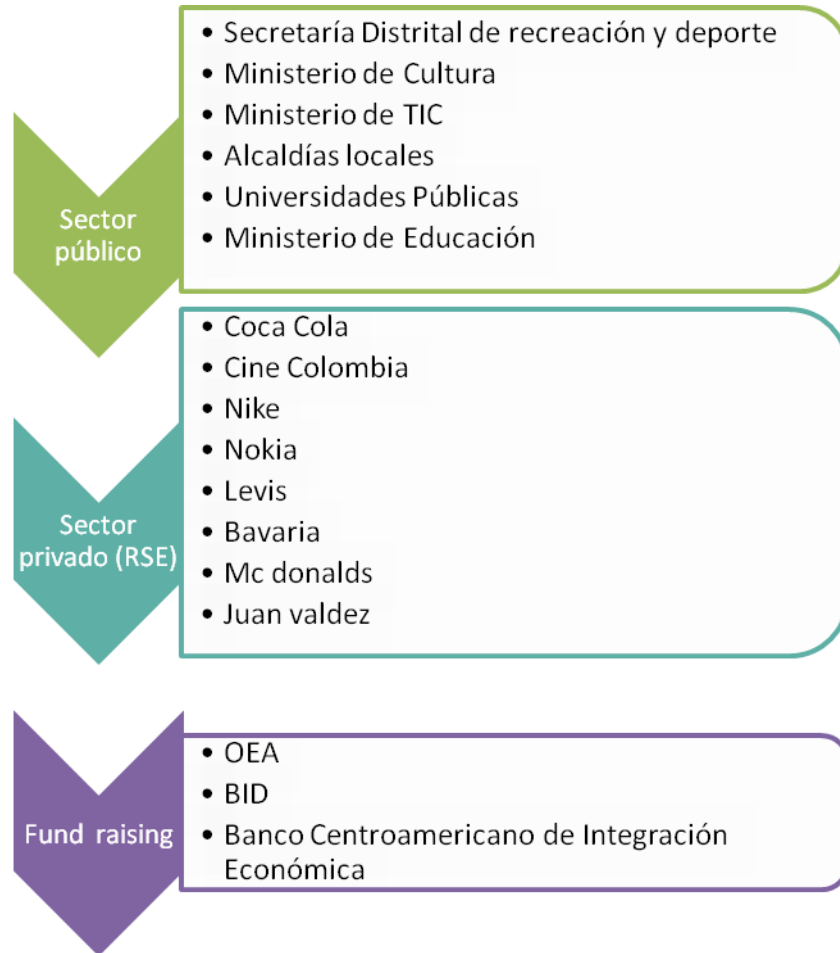 Sector
público
• Secretaría Distrital de recreación y deporte
• Ministerio de Cultura
• Ministerio de TIC
• Alcaldías locales
• Universidades Públicas
• Ministerio de Educación
Sector
privado (RSE)
• Coca Cola
• Cine Colombia
• Nike
• Nokia
• Levis
• Bavaria
• Mc donalds
• Juan valdez
Fund raising
• OEA
• BID
• Banco Centroamericano de Integración
Económica